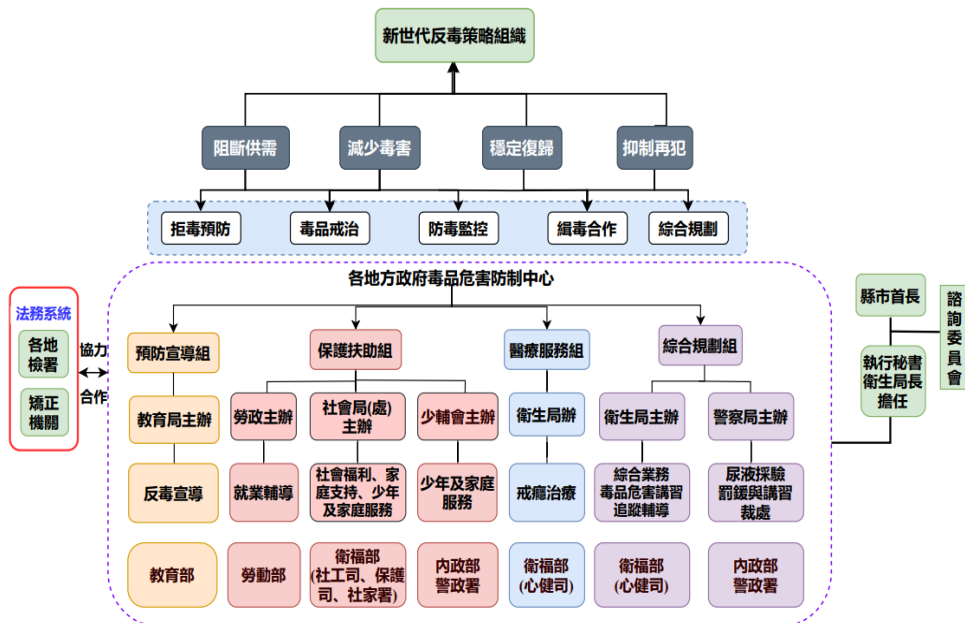 新世代反毒策略組織
阻斷供需
減少毒害
穩定復歸
抑制再犯
拒毒預防
毒品戒治
防毒監控
緝毒合作
綜合規劃
各地方政府毒品危害防制中心
法務系統
各地
檢署
矯正
機關
協力
合作
預防宣導組
保護扶助組
醫療服務組
綜合規劃組
教育局主辦
勞政主辦
社會局(處)
主辦
少輔會主辦
衛生局辦
衛生局主辦
警察局主辦
反毒宣導
就業輔導
社會福利、家
庭支持、少年
及家庭服務
少年及家庭
服務
戒癮治療
綜合業務
毒品危害講習
追蹤輔導
尿液採驗
罰鍰與講習
裁處
教育部
勞動部
衛福部
(社工司、保護
司、社家署)
內政部
警政署
衛福部
(心健司)
衛福部
(心健司)
內政部
警政署
縣市首長
執行秘書
衛生局長
擔任
諮詢委員會